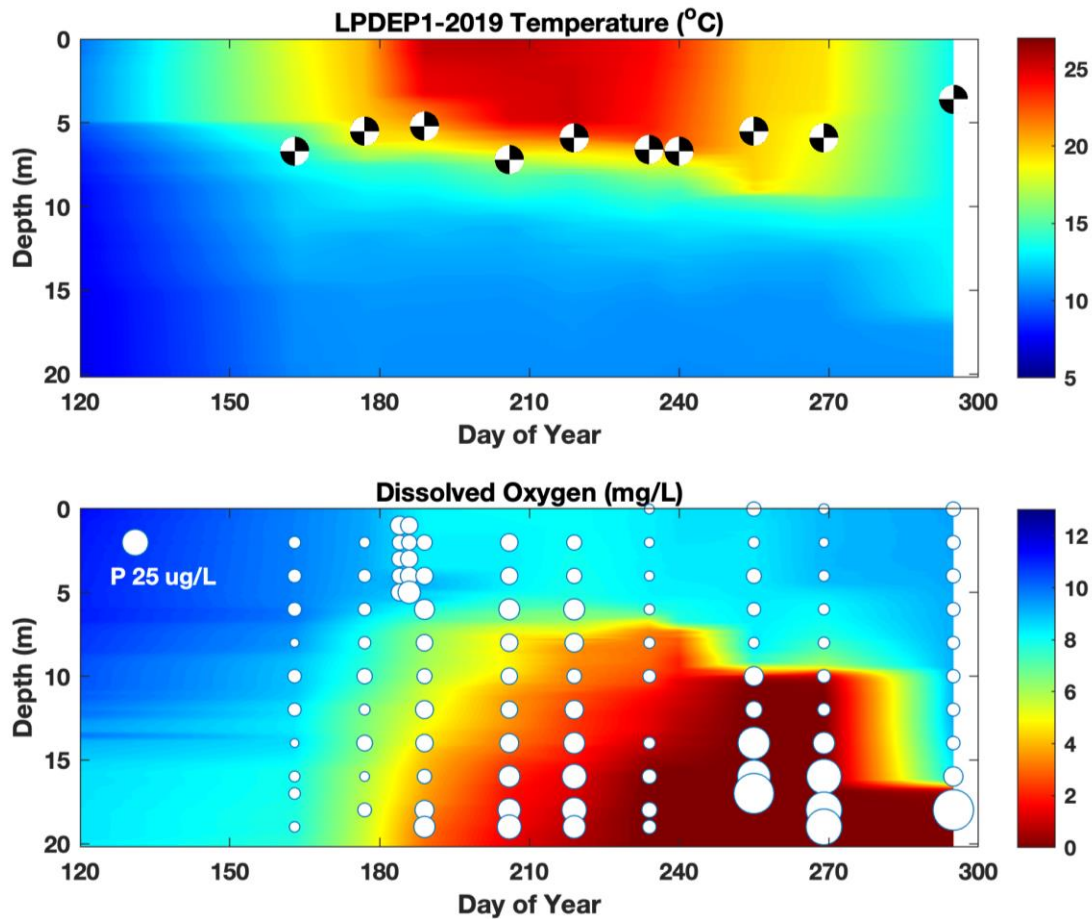 LPDEP1-2019 Temperature (°C)
0
5
10
15
20
Depth (m)
120 150 180 210 240 270 300
Day of Year
25
20
15
10
5
Dissolved Oxygen (mg/L)
0
5
10
15
20
Depth (m)
P 25 ug/L
120 150 180 210 240 270 300
Day of Year
12
10
8
6
4
2
0